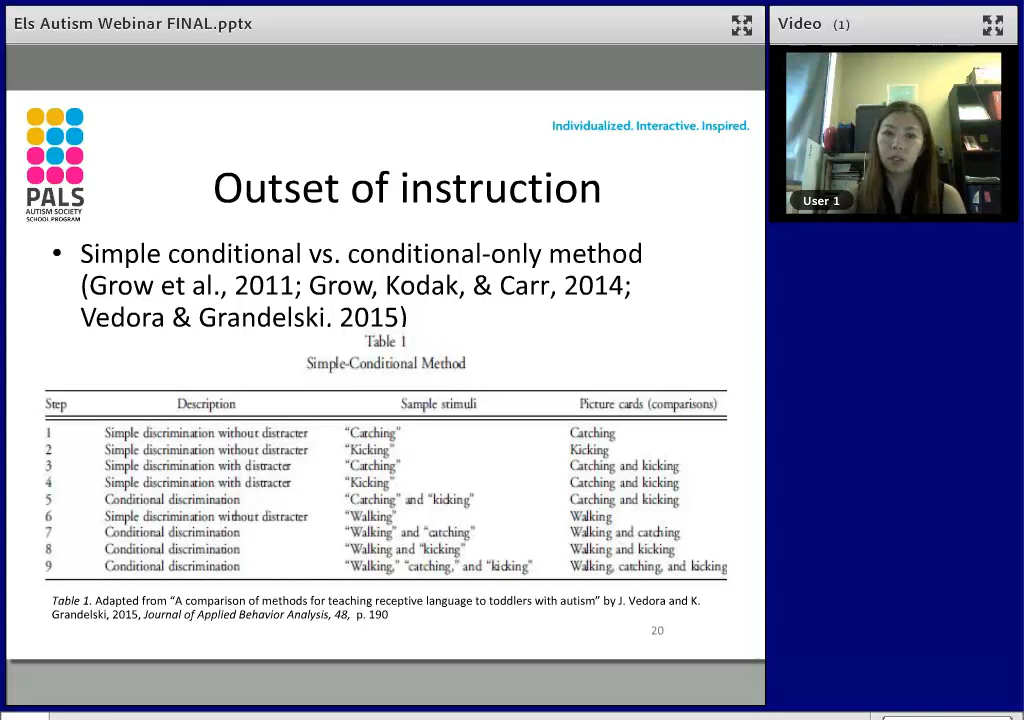 Els Autism Webinar FINAL.pptx
Video (1)
User 1
PALS
AUTISM SOCIETY
SCHOOL PROGRAM
Individualized. Interactive. Inspired.
Outset of instruction
• Simple conditional vs. conditional-only method
(Grow et al., 2011; Grow, Kodak, & Carr, 2014;
Vedora & Grandelski, 2015)
Table 1
Simple-Conditional Method
Step Description Sample stimuli Picture cards (comparisons)
1 Simple discrimination without distracter “Catching” Catching
2 Simple discrimination without distracter “Kicking” Kicking
3 Simple discrimination with distracter “Catching” Catching and kicking
4 Simple discrimination with distracter “Kicking” Catching and kicking
5 Conditional discrimination “Catching” and “kicking” Catching and kicking
6 Simple discrimination without distracter “Walking” Walking
7 Conditional discrimination “Walking” and “catching” Walking and catching
8 Conditional discrimination “Walking and “kicking” Walking and kicking
9 Conditional discrimination “Walking,” “catching,” and “kicking” Walking, catching, and kicking
Table 1. Adapted from “A comparison of methods for teaching receptive language to toddlers with autism” by J. Vedora and K.
Grandelski, 2015, Journal of Applied Behavior Analysis, 48, p. 190
20